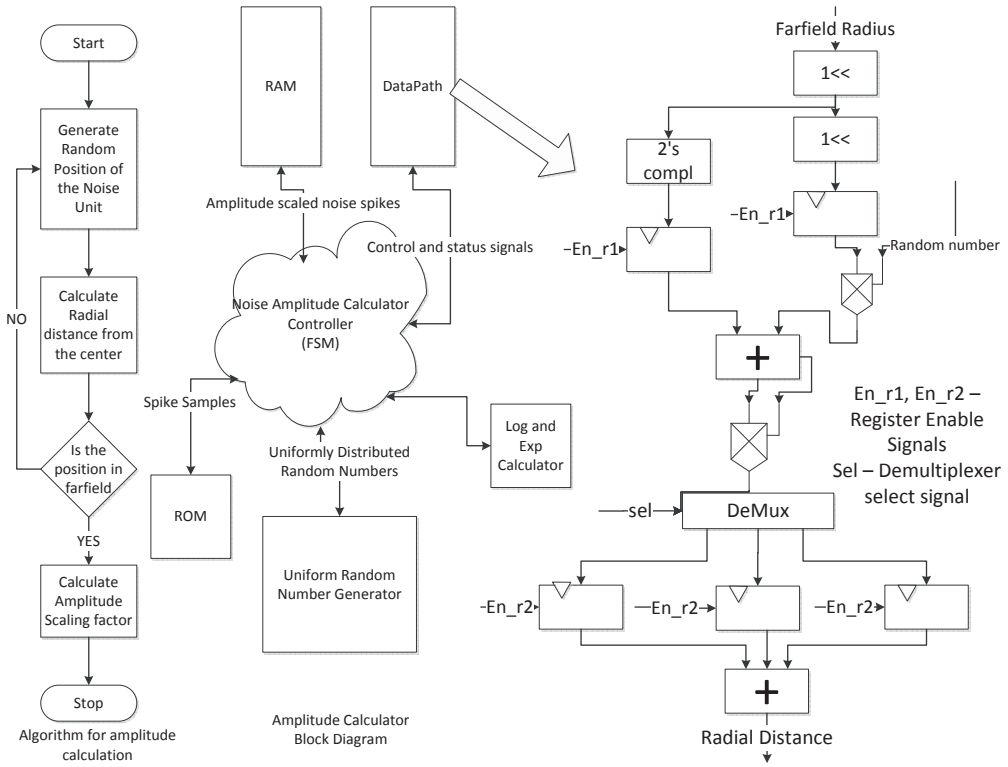 Start
Generate
Random
Position of
the Noise
Unit
Calculate
Radial
distance from
the center
NO
Is the
position in
farfield
YES
Calculate
Amplitude
Scaling factor
Stop
Algorithm for amplitude
calculation
RAM
DataPath
Amplitude scaled noise spikes
Control and status signals
Noise Amplitude Calculator
Controller
(FSM)
Spike Samples
Uniformly Distributed
Random Numbers
Log and
Exp
Calculator
ROM
Uniform Random
Number Generator
Amplitude Calculator
Block Diagram
Farfield Radius
1<<
1<<
2's
compl
En_r1
En_r1
Random number
+
En_r1, En_r2 –
Register Enable
Signals
Sel – Demultiplexer
select signal
sel
DeMux
En_r2
En_r2
En_r2
+
Radial Distance